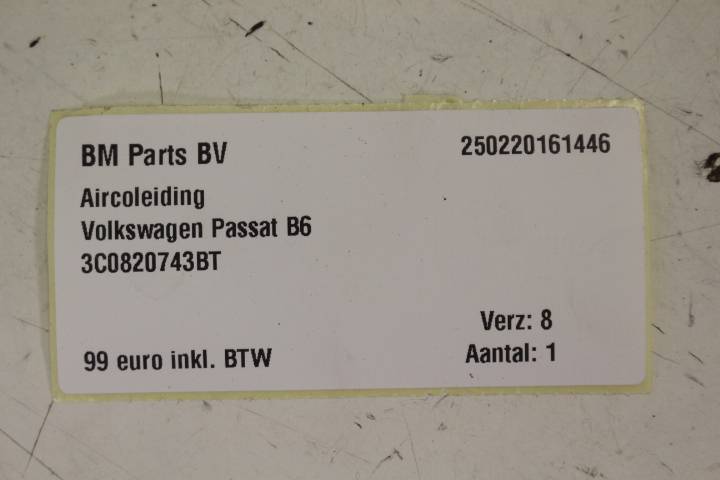 BM Parts BV 250220161446
Aircoleiding
Volkswagen Passat B6
3C0820743BT
Verz: 8
99 euro inkl. BTW Aantal: 1